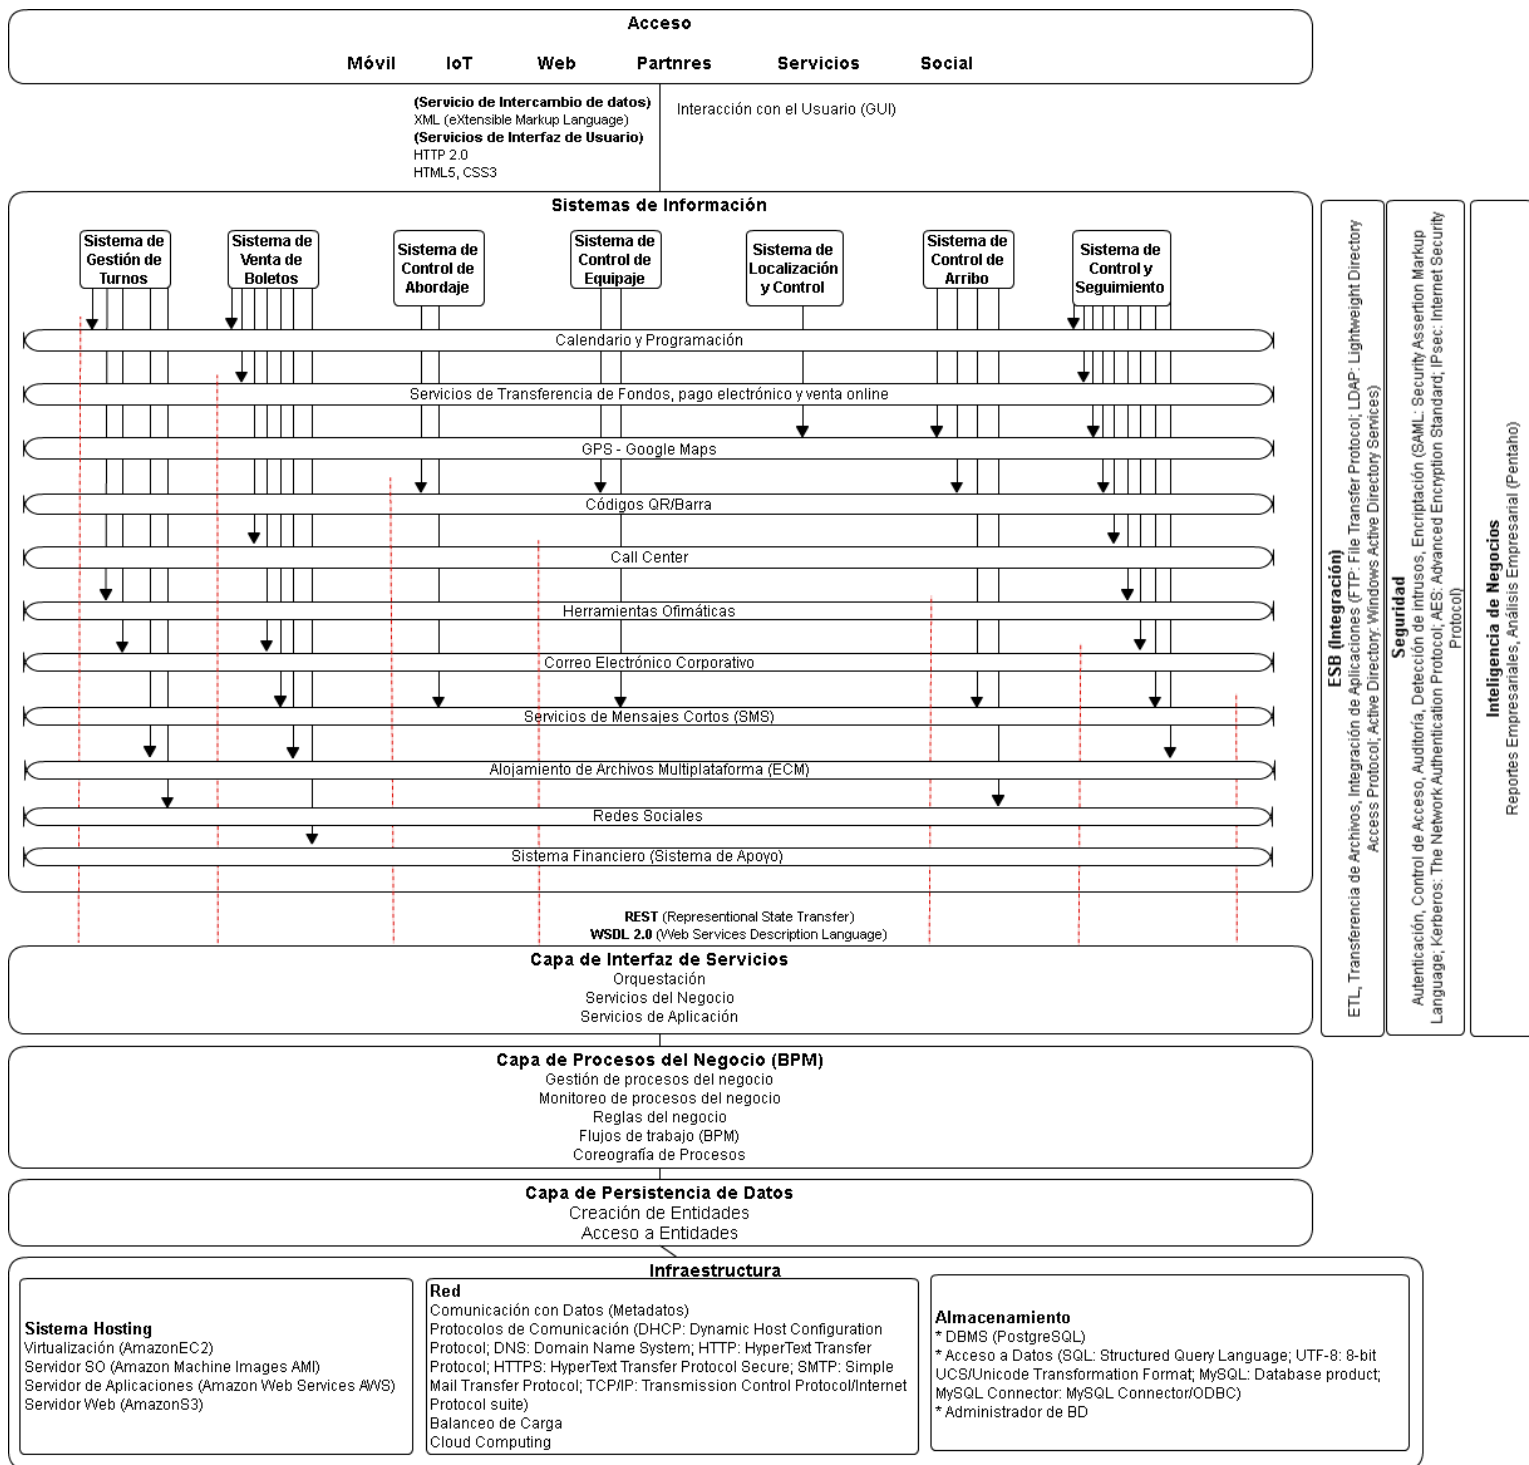 Acceso
Móvil IoT Web Partnres Servicios Social
(Servicio de Intercambio de datos)
XML (eXtensible Markup Language)
(Servicios de Interfaz de Usuario)
HTTP 2.0
HTML5, CSS3
Interacción con el Usuario (GUI)
Sistemas de Información
Sistema de
Gestión de
Turnos
Sistema de
Venta de
Boletos
Sistema de
Control de
Abordaje
Sistema de
Control de
Equipaje
Sistema de
Localización
y Control
Sistema de
Control de
Arribo
Sistema de
Control y
Seguimiento
Calendario y Programación
Servicios de Transferencia de Fondos, pago electrónico y venta online
GPS - Google Maps
Códigos QR/Barra
Call Center
Herramientas Ofimáticas
Correo Electrónico Corporativo
Servicios de Mensajes Cortos (SMS)
Alojamiento de Archivos Multiplataforma (ECM)
Redes Sociales
Sistema Financiero (Sistema de Apoyo)
REST (Representional State Transfer)
WSDL 2.0 (Web Services Description Language)
ESB (Integración)
ETL, Transferencia de Archivos, Integración de Aplicaciones (FTP: File Transfer Protocol; LDAP: Lightweight Directory
Access Protocol; Active Directory: Windows Active Directory Services)
Seguridad
Autenticación, Control de Acceso, Auditoría, Detección de intrusos, Encriptación (SAML: Security Assertion Markup
Language; Kerberos: The Network Authentication Protocol; AES: Advanced Encryption Standard; IPsec: Internet Security
Protocol)
Inteligencia de Negocios
Reportes Empresariales, Análisis Empresarial (Pentaho)
Capa de Interfaz de Servicios
Orquestación
Servicios del Negocio
Servicios de Aplicación
Capa de Procesos del Negocio (BPM)
Gestión de procesos del negocio
Monitoreo de procesos del negocio
Reglas del negocio
Flujos de trabajo (BPM)
Coreografía de Procesos
Capa de Persistencia de Datos
Creación de Entidades
Acceso a Entidades
Infraestructura
Sistema Hosting
Virtualización (AmazonEC2)
Servidor SO (Amazon Machine Images AMI)
Servidor de Aplicaciones (Amazon Web Services AWS)
Servidor Web (AmazonS3)
Red
Comunicación con Datos (Metadatos)
Protocolos de Comunicación (DHCP: Dynamic Host Configuration
Protocol; DNS: Domain Name System; HTTP: HyperText Transfer
Protocol; HTTPS: HyperText Transfer Protocol Secure; SMTP: Simple
Mail Transfer Protocol; TCP/IP: Transmission Control Protocol/Internet
Protocol suite)
Balanceo de Carga
Cloud Computing
Almacenamiento
* DBMS (PostgreSQL)
* Acceso a Datos (SQL: Structured Query Language; UTF-8: 8-bit
UCS/Unicode Transformation Format; MySQL: Database product;
MySQL Connector: MySQL Connector/ODBC)
* Administrador de BD